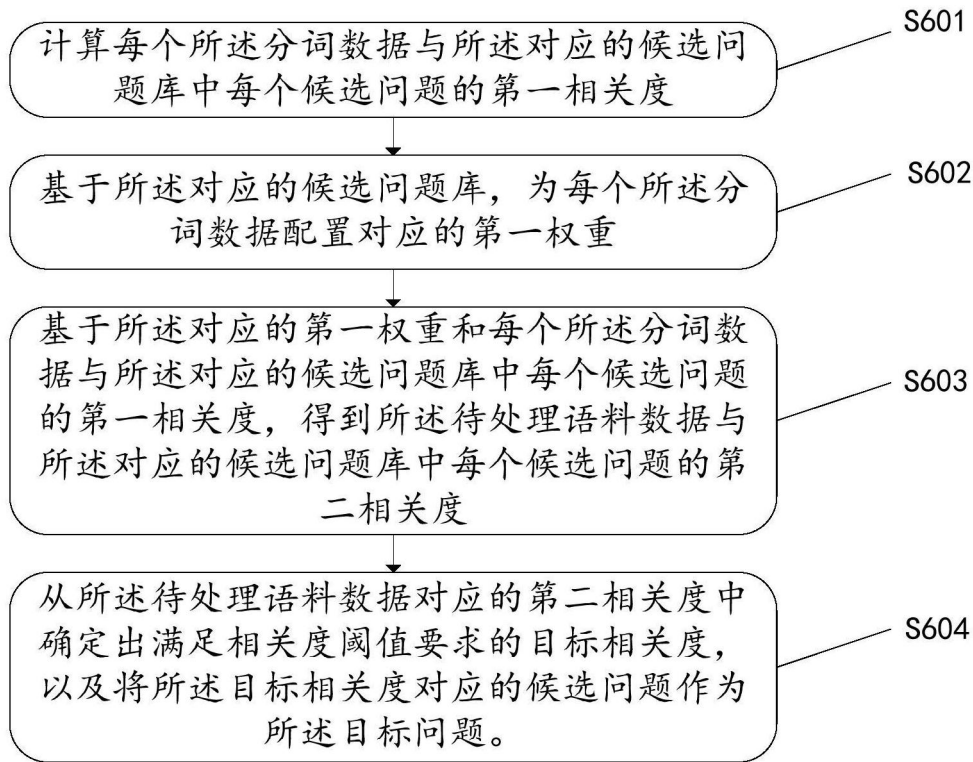 计算每个所述分词数据与所述对应的候选问
题库中每个候选问题的第一相关度
S601
基于所述对应的候选问题库，为每个所述分
词数据配置对应的第一权重
S602
基于所述对应的第一权重和每个所述分词数
据与所述对应的候选问题库中每个候选问题
的第一相关度，得到所述待处理语料数据与
所述对应的候选问题库中每个候选问题的第
二相关度
S603
从所述待处理语料数据对应的第二相关度中
确定出满足相关度阈值要求的目标相关度，
以及将所述目标相关度对应的候选问题作为
所述目标问题。
S604